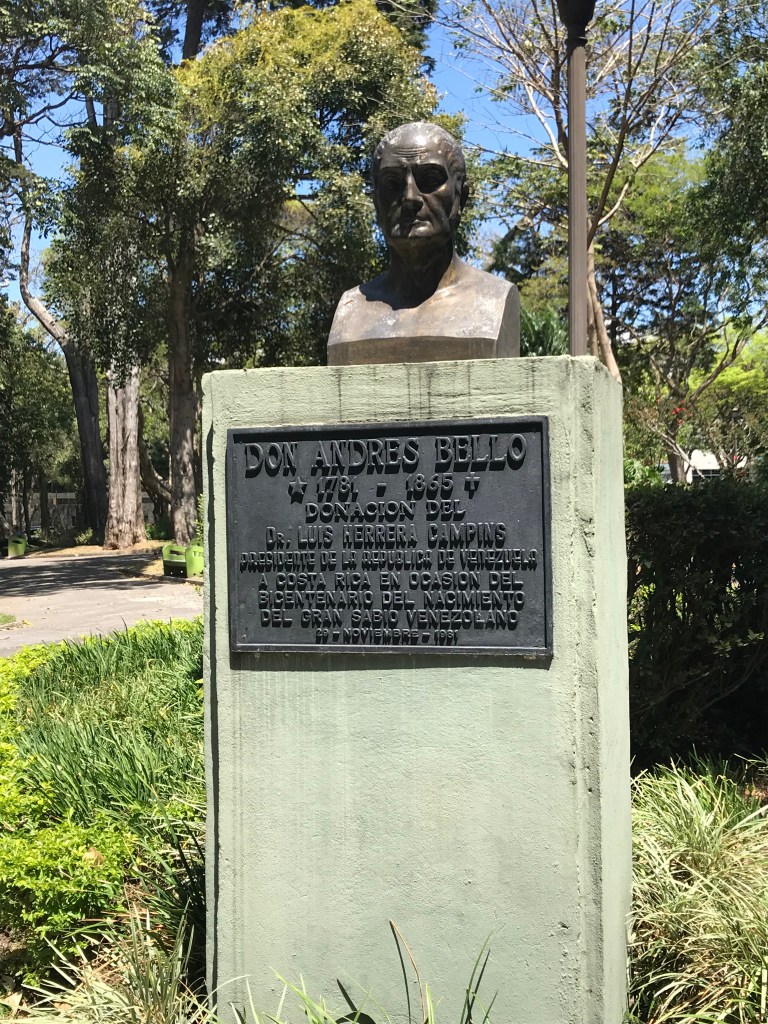 DON ANDRES BELLO
☆ 1781 - 1865 ✝
DONACION DEL
DR. LUIS HERRERA CAMPINS
PRESIDENTE DE LA REPUBLICA DE VENEZUELA
A COSTA RICA EN OCASION DEL
BICENTENARIO DEL NACIMIENTO
DEL GRAN SABIO VENEZOLANO
29 - NOVIEMBRE - 1981